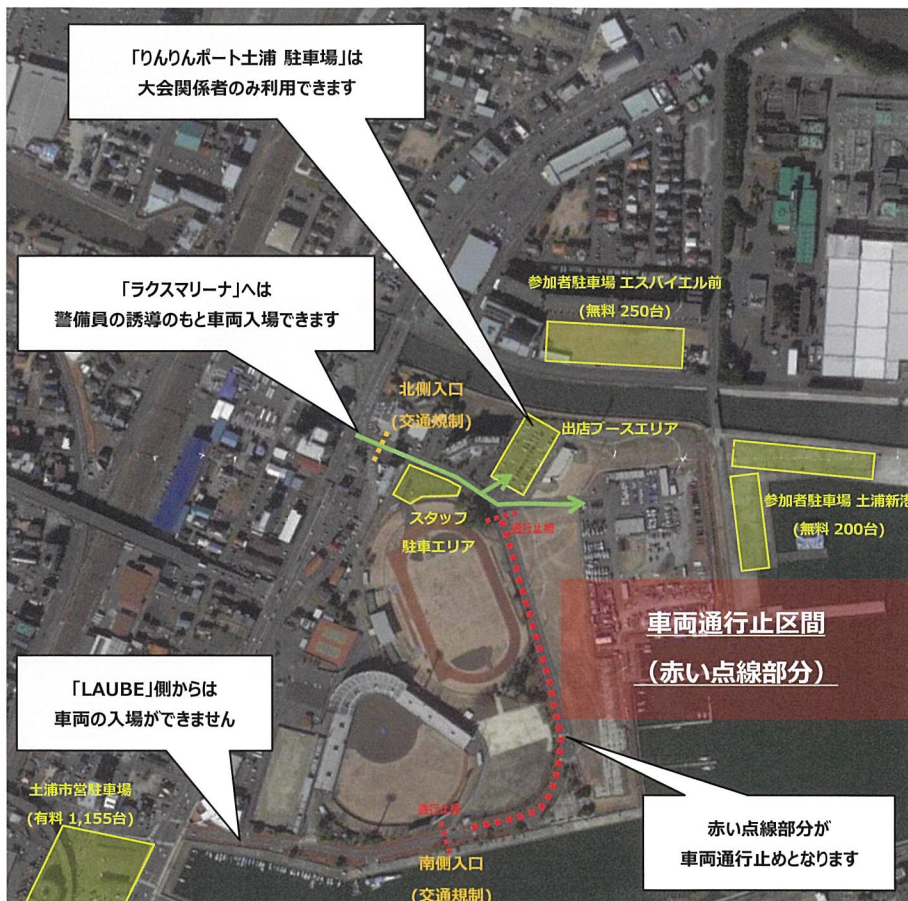 「りんりんポート土浦 駐車場」は
大会関係者のみ利用できます
「ラクスマリーナ」へは
警備員の誘導のもと車両入場できます
参加者駐車場 エスバイエル前
(無料 250台)
北側入口
(交通規制)
出店ブースエリア
スタッフ
駐車エリア
参加者駐車場 土浦新港
(無料 200台)
車両通行止区間
（赤い点線部分）
「LAUBE」側からは
車両の入場ができません
土浦市営駐車場
(有料 1,155台)
赤い点線部分が
車両通行止めとなります
南側入口
(交通規制)